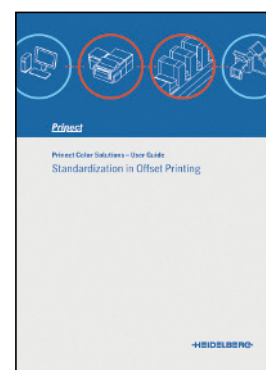 Prinect
Prinect Color Solutions – User Guide
Standardization in Offset Printing
HEIDELBERG